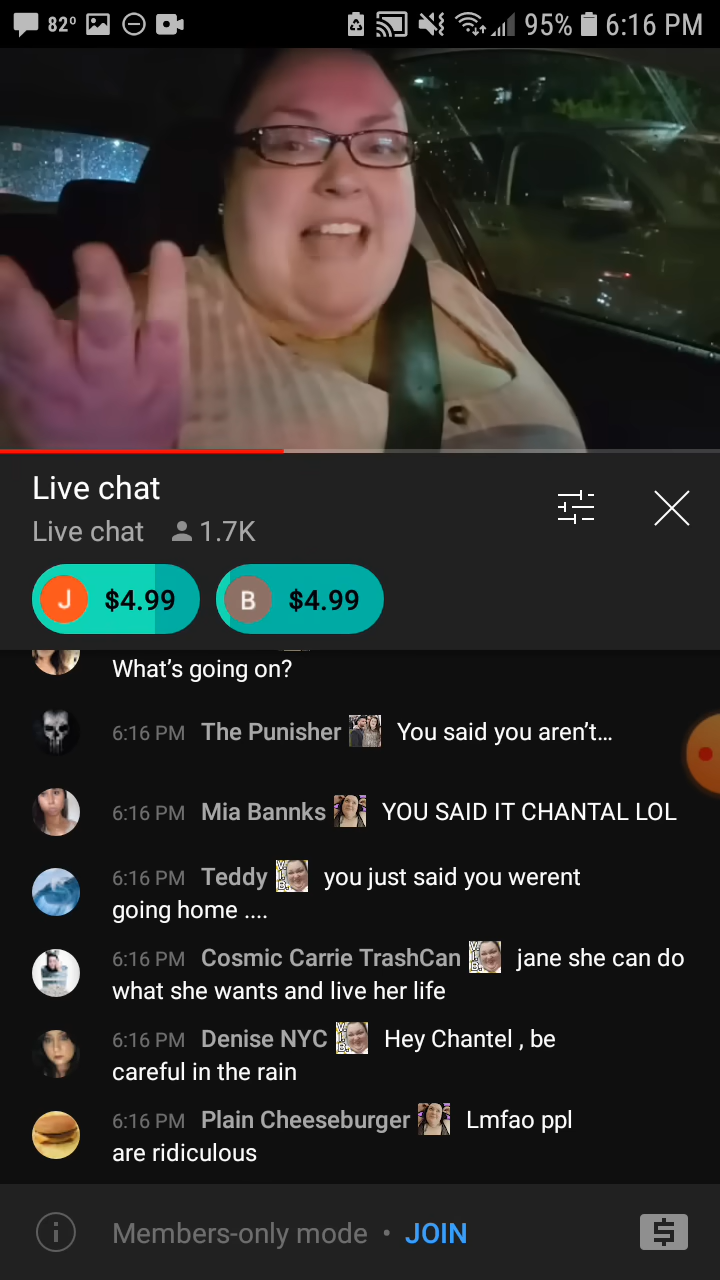 82° 95% 6:16 PM
Live chat
Live chat 1.7K
J $4.99 B $4.99
What's going on?
6:16 PM The Punisher You said you aren't...
6:16 PM Mia Bannks YOU SAID IT CHANTAL LOL
6:16 PM Teddy you just said you werent
going home ....
6:16 PM Cosmic Carrie TrashCan jane she can do
what she wants and live her life
6:16 PM Denise NYC Hey Chantel , be
careful in the rain
6:16 PM Plain Cheeseburger Lmfao ppl
are ridiculous
Members-only mode • JOIN